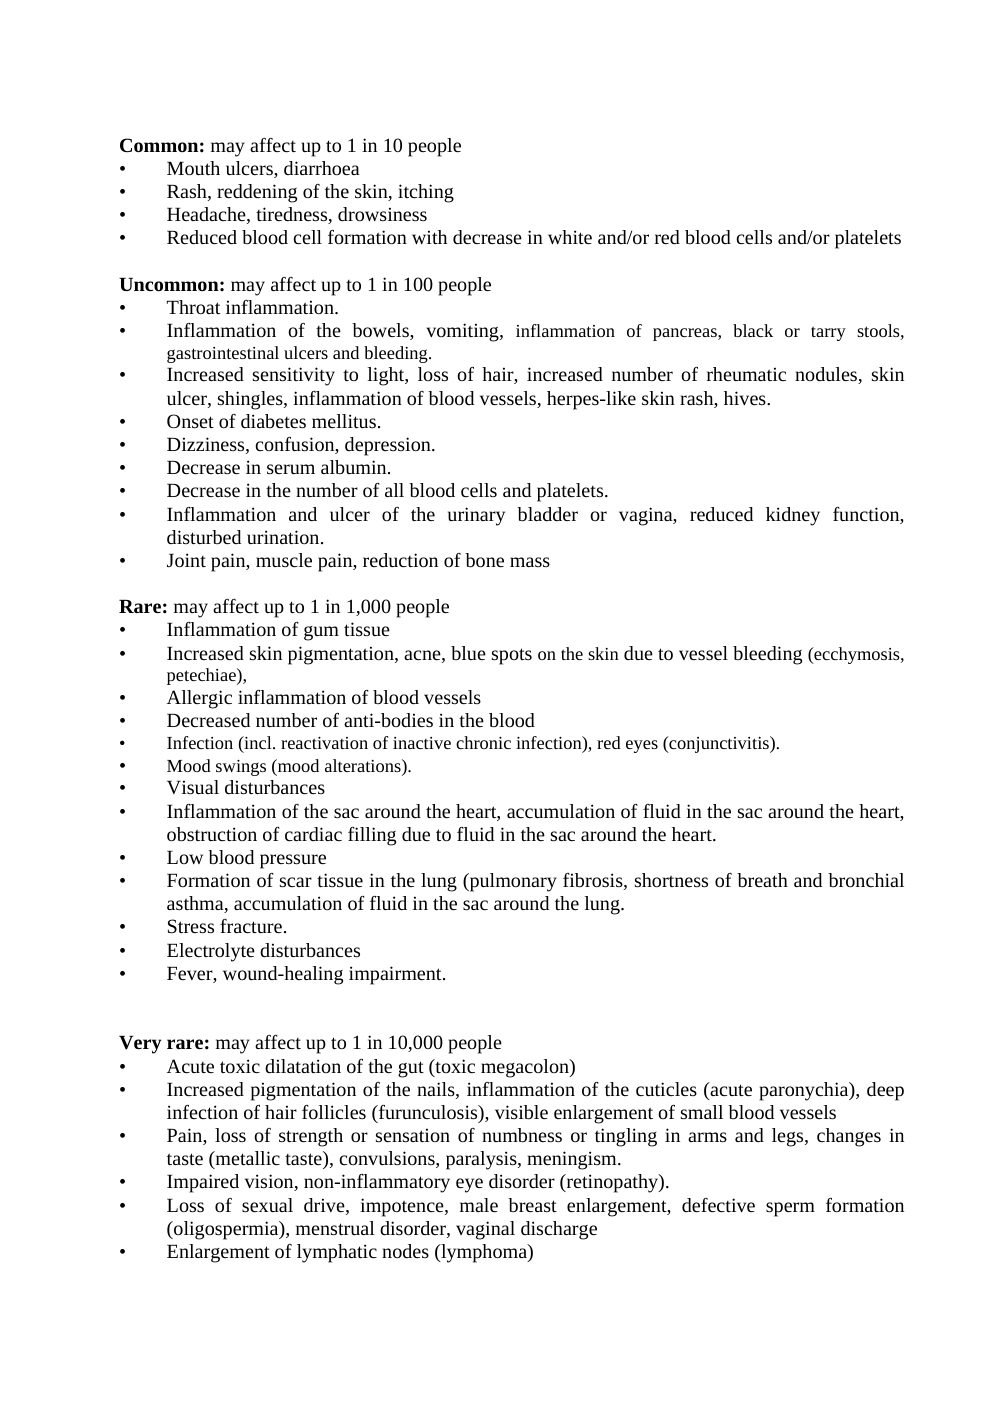 Common: may affect up to 1 in 10 people
• Mouth ulcers, diarrhoea
• Rash, reddening of the skin, itching
• Headache, tiredness, drowsiness
• Reduced blood cell formation with decrease in white and/or red blood cells and/or platelets
Uncommon: may affect up to 1 in 100 people
• Throat inflammation.
• Inflammation of the bowels, vomiting, inflammation of pancreas, black or tarry stools,
gastrointestinal ulcers and bleeding.
• Increased sensitivity to light, loss of hair, increased number of rheumatic nodules, skin
ulcer, shingles, inflammation of blood vessels, herpes-like skin rash, hives.
• Onset of diabetes mellitus.
• Dizziness, confusion, depression.
• Decrease in serum albumin.
• Decrease in the number of all blood cells and platelets.
• Inflammation and ulcer of the urinary bladder or vagina, reduced kidney function,
disturbed urination.
• Joint pain, muscle pain, reduction of bone mass
Rare: may affect up to 1 in 1,000 people
• Inflammation of gum tissue
• Increased skin pigmentation, acne, blue spots on the skin due to vessel bleeding (ecchymosis,
petechiae),
• Allergic inflammation of blood vessels
• Decreased number of anti-bodies in the blood
• Infection (incl. reactivation of inactive chronic infection), red eyes (conjunctivitis).
• Mood swings (mood alterations).
• Visual disturbances
• Inflammation of the sac around the heart, accumulation of fluid in the sac around the heart,
obstruction of cardiac filling due to fluid in the sac around the heart.
• Low blood pressure
• Formation of scar tissue in the lung (pulmonary fibrosis, shortness of breath and bronchial
asthma, accumulation of fluid in the sac around the lung.
• Stress fracture.
• Electrolyte disturbances
• Fever, wound-healing impairment.
Very rare: may affect up to 1 in 10,000 people
• Acute toxic dilatation of the gut (toxic megacolon)
• Increased pigmentation of the nails, inflammation of the cuticles (acute paronychia), deep
infection of hair follicles (furunculosis), visible enlargement of small blood vessels
• Pain, loss of strength or sensation of numbness or tingling in arms and legs, changes in
taste (metallic taste), convulsions, paralysis, meningism.
• Impaired vision, non-inflammatory eye disorder (retinopathy).
• Loss of sexual drive, impotence, male breast enlargement, defective sperm formation
(oligospermia), menstrual disorder, vaginal discharge
• Enlargement of lymphatic nodes (lymphoma)